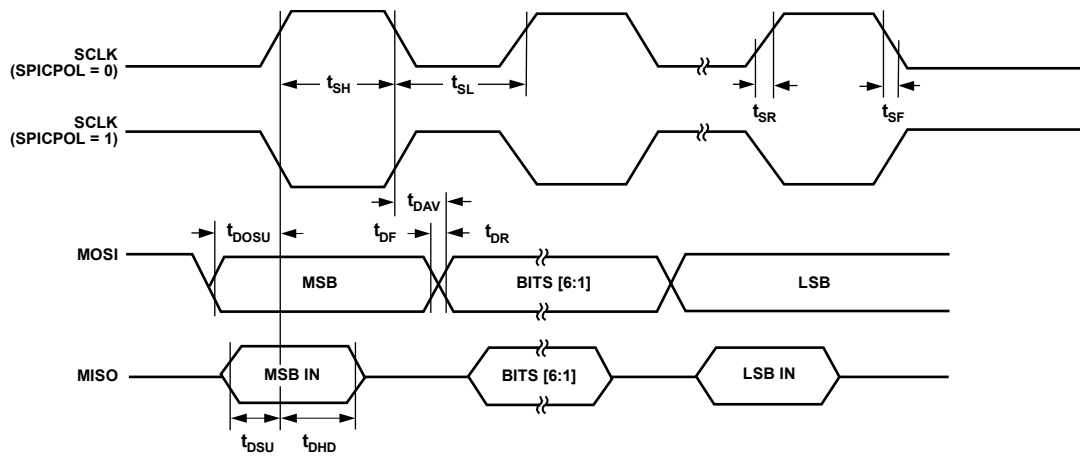 SCLK
(SPICPOL = 0)
tSH
tSL
tSR
tSF
SCLK
(SPICPOL = 1)
tDAV
tDOSU
tDF
tDR
MOSI
MSB
BITS [6:1]
LSB
MISO
MSB IN
BITS [6:1]
LSB IN
tDSU
tDHD